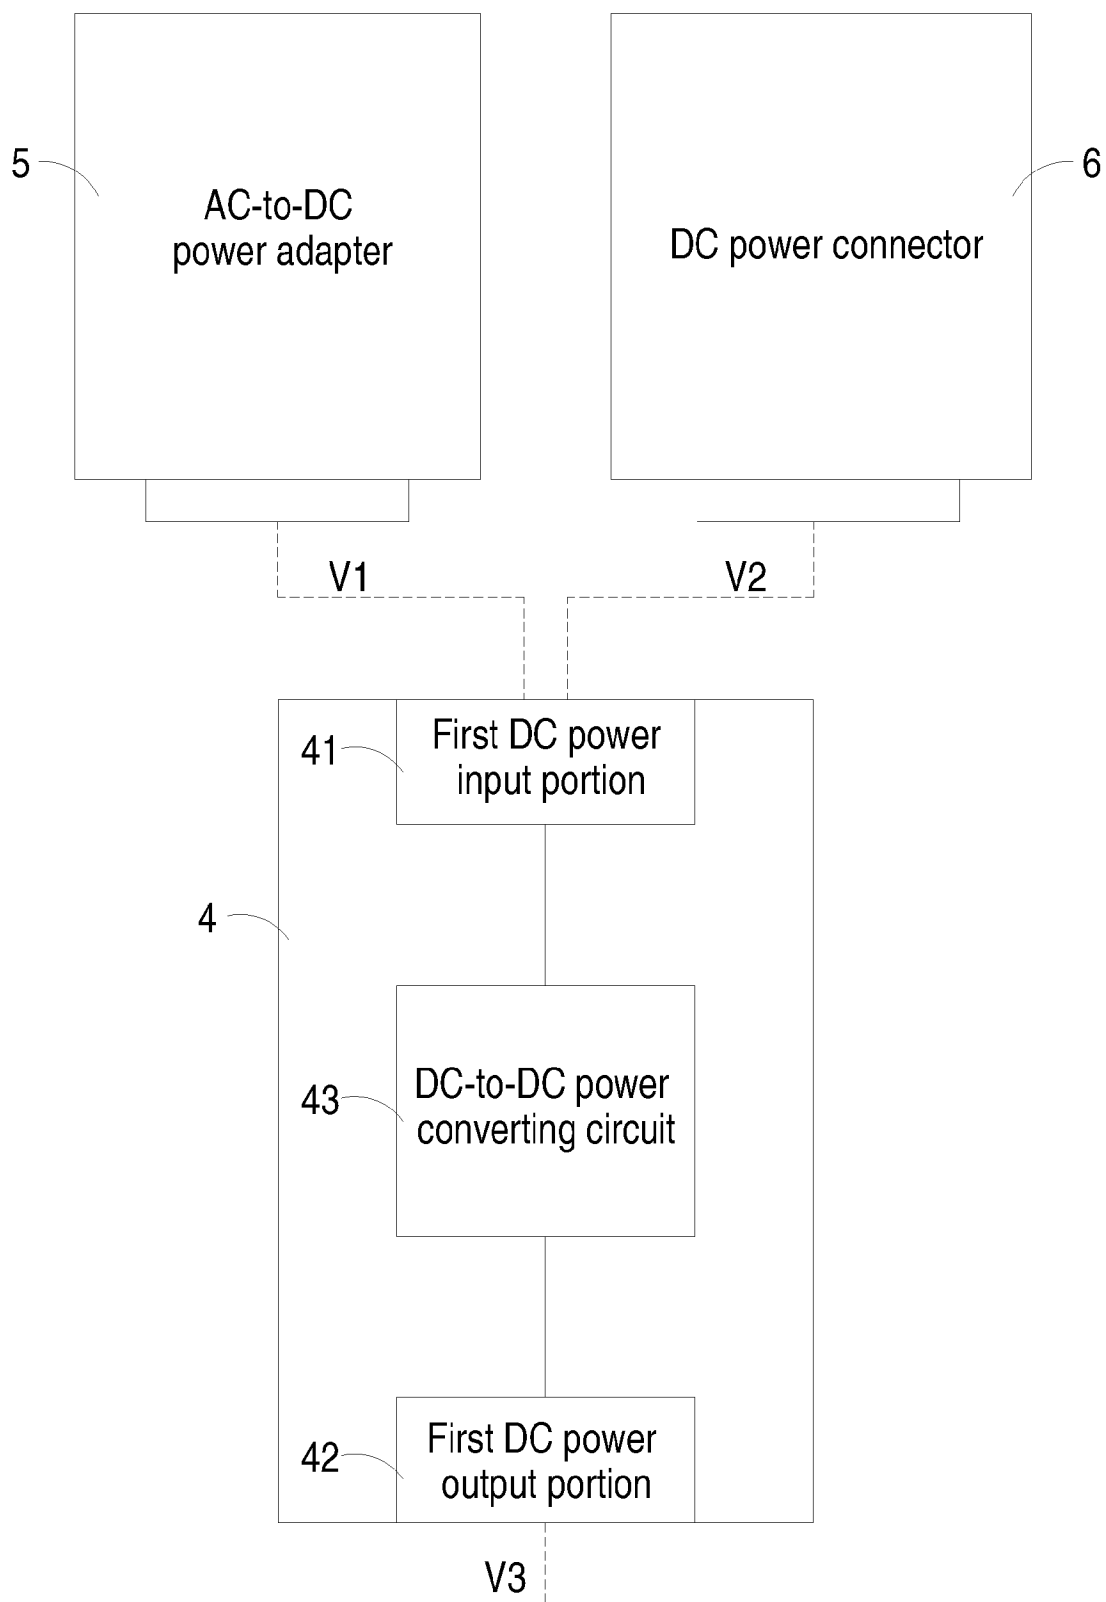 5
AC-to-DC
power adapter
6
DC power connector
V1
V2
41
First DC power
input portion
4
43
DC-to-DC power
converting circuit
42
First DC power
output portion
V3